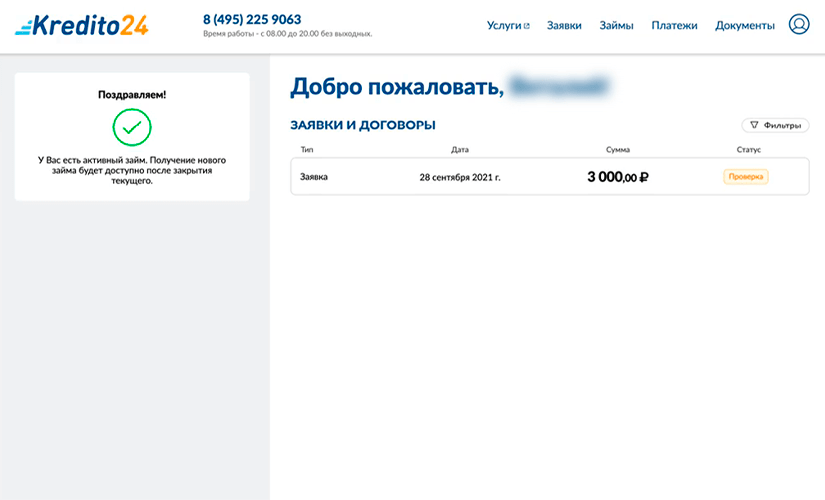 Kredito24
8 (495) 225 9063
Время работы - с 08.00 до 20.00 без выходных.
Услуги
Заявки
Займы
Платежи
Документы
Поздравляем!
У Вас есть активный займ. Получение нового
займа будет доступно после закрытия
текущего.
Добро пожаловать,
ЗАЯВКИ И ДОГОВОРЫ
Фильтры
Тип
Дата
Сумма
Статус
Заявка
28 сентября 2021 г.
3 000,00 ₽
Проверка